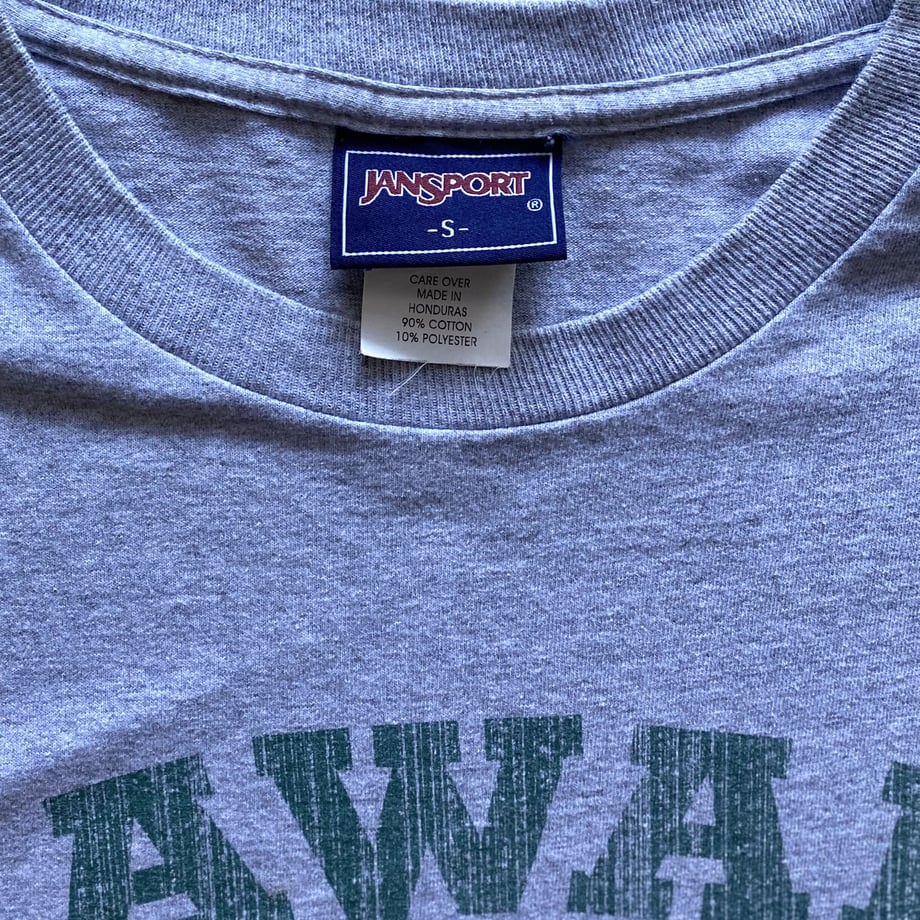 JANSPORT
®
-S-
CARE OVER
MADE IN
HONDURAS
90% COTTON
10% POLYESTER
AWA